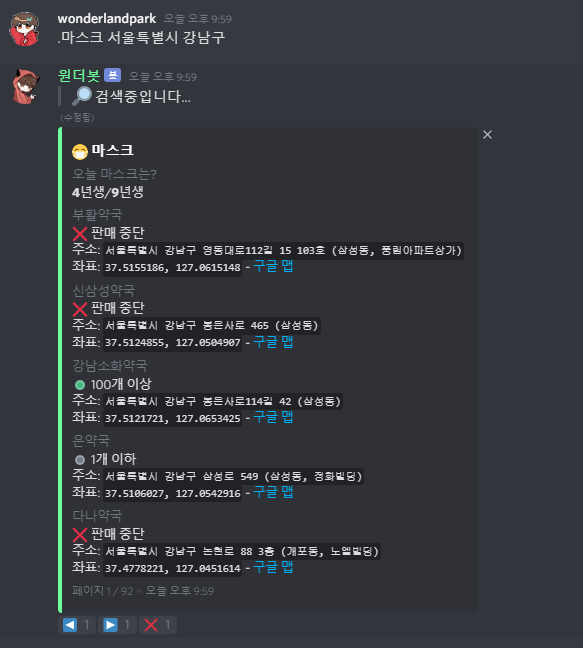 wonderlandpark 오늘 오후 9:59
.마스크 서울특별시 강남구
원더봇 봇 오늘 오후 9:59
검색중입니다...
(수정됨)
마스크
오늘 마스크는?
4년생/9년생
부활약국
판매 중단
주소: 서울특별시 강남구 영동대로112길 15 103호 (삼성동, 풍림아파트상가)
좌표: 37.5155186, 127.0615148 - 구글 맵
신삼성약국
판매 중단
주소: 서울특별시 강남구 봉은사로 465 (삼성동)
좌표: 37.5124855, 127.0504907 - 구글 맵
강남소화약국
100개 이상
주소: 서울특별시 강남구 봉은사로114길 42 (삼성동)
좌표: 37.5121721, 127.0653425 - 구글 맵
은약국
1개 이하
주소: 서울특별시 강남구 삼성로 549 (삼성동, 정화빌딩)
좌표: 37.5106027, 127.0542916 - 구글 맵
다나약국
판매 중단
주소: 서울특별시 강남구 논현로 88 3층 (개포동, 노엘빌딩)
좌표: 37.4778221, 127.0451614 - 구글 맵
페이지 1 / 92 • 오늘 오후 9:59
1 1 1